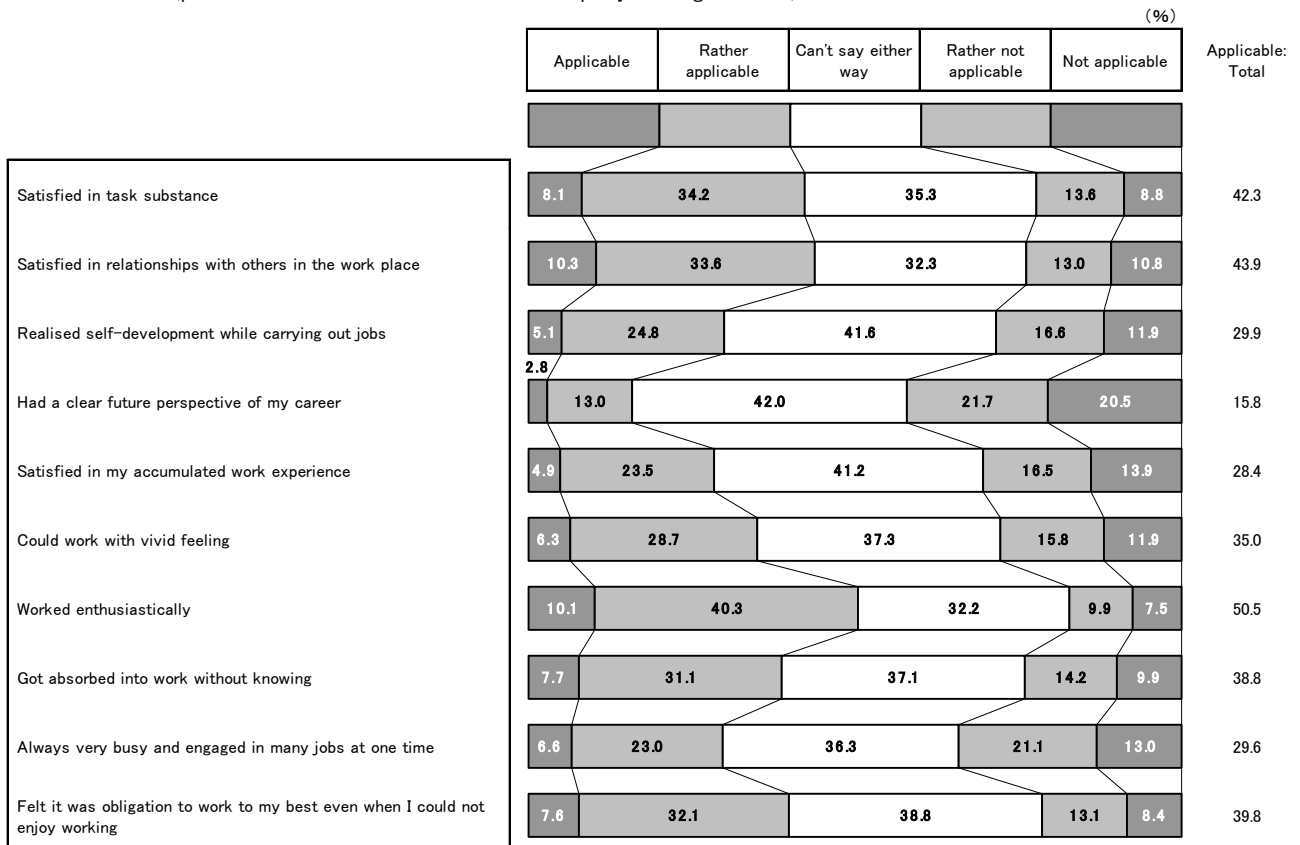 （%）
Applicable
Rather
applicable
Can't say either
way
Rather not
applicable
Not applicable
Applicable:
Total
Satisfied in task substance
8.1 34.2 35.3 13.6 8.8 42.3
Satisfied in relationships with others in the work place
10.3 33.6 32.3 13.0 10.8 43.9
Realised self-development while carrying out jobs
5.1 24.8 41.6 16.6 11.9 29.9
Had a clear future perspective of my career
2.8 13.0 42.0 21.7 20.5 15.8
Satisfied in my accumulated work experience
4.9 23.5 41.2 16.5 13.9 28.4
Could work with vivid feeling
6.3 28.7 37.3 15.8 11.9 35.0
Worked enthusiastically
10.1 40.3 32.2 9.9 7.5 50.5
Got absorbed into work without knowing
7.7 31.1 37.1 14.2 9.9 38.8
Always very busy and engaged in many jobs at one time
6.6 23.0 36.3 21.1 13.0 29.6
Felt it was obligation to work to my best even when I could not
enjoy working
7.6 32.1 38.8 13.1 8.4 39.8